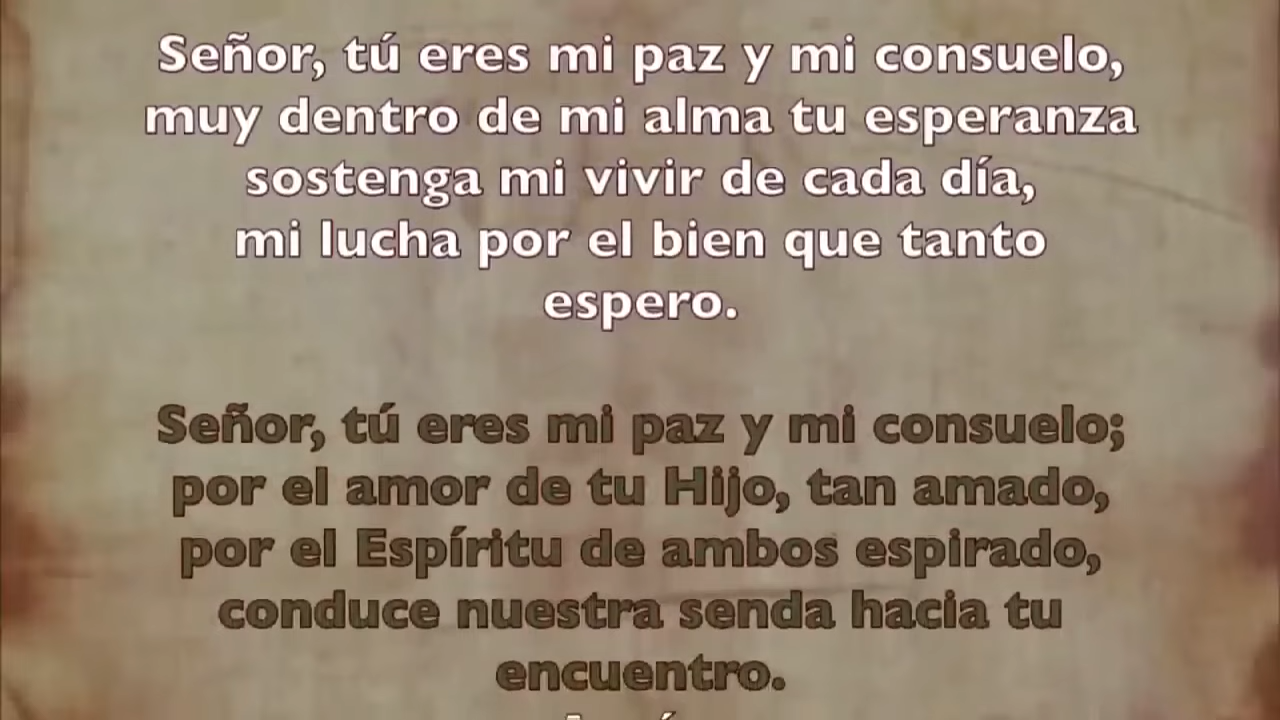 Señor, tú eres mi paz y mi consuelo,
muy dentro de mi alma tu esperanza
sostenga mi vivir de cada día,
mi lucha por el bien que tanto
espero.
Señor, tú eres mi paz y mi consuelo;
por el amor de tu Hijo, tan amado,
por el Espíritu de ambos espirado,
conduce nuestra senda hacia tu
encuentro.